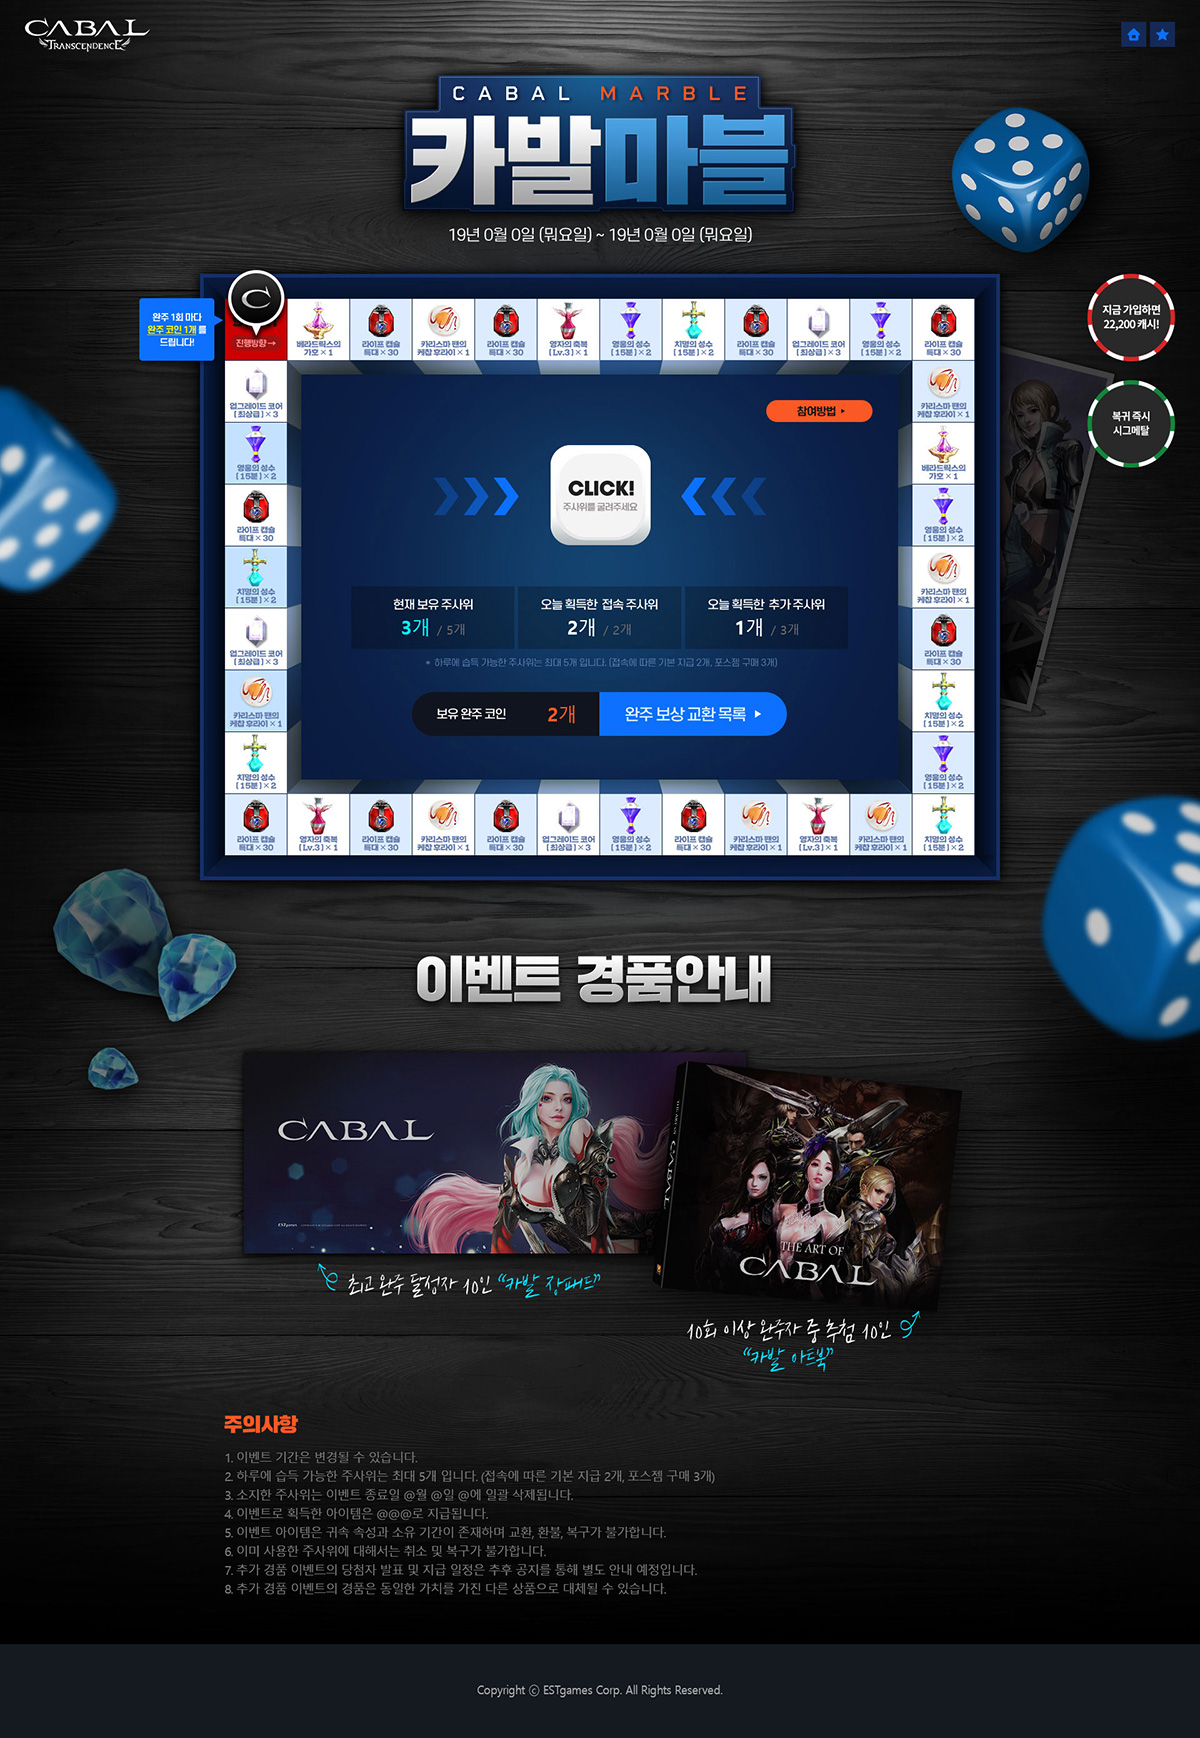 CABAL
TRANSCENDENCE
CABAL MARBLE
카발마블
19년 0월 0일 (뭐요일) ~ 19년 0월 0일 (뭐요일)
완주 1회 마다
완주 코인 1개 를
드립니다!
C
진행방향→
베라드릭스의
가호 × 1
라이프 캡슐
특대 × 30
카리스마 팬의
케찹 후라이 × 1
라이프 캡슐
특대 × 30
영자의 축복
[Lv.3] × 1
영웅의 성수
[15분] × 2
치명의 성수
[15분] × 2
라이프 캡슐
특대 × 30
업그레이드 코어
[최상급] × 3
영웅의 성수
[15분] × 2
라이프 캡슐
특대 × 30
지금 가입하면
22,200 캐시!
복귀 즉시
시그메탈
업그레이드 코어
[최상급] × 3
영웅의 성수
[15분] × 2
라이프 캡슐
특대 × 30
치명의 성수
[15분] × 2
업그레이드 코어
[최상급] × 3
카리스마 팬의
케찹 후라이 × 1
치명의 성수
[15분] × 2
카리스마 팬의
케찹 후라이 × 1
베라드릭스의
가호 × 1
영웅의 성수
[15분] × 2
카리스마 팬의
케찹 후라이 × 1
라이프 캡슐
특대 × 30
치명의 성수
[15분] × 2
영웅의 성수
[15분] × 2
참여방법
CLICK!
주사위를 굴려주세요
현재 보유 주사위
3개 / 5개
오늘 획득한 접속 주사위
2개 / 2개
오늘 획득한 추가 주사위
1개 / 3개
* 하루에 습득 가능한 주사위는 최대 5개 입니다. (접속에 따른 기본 지급 2개, 포스젬 구매 3개)
보유 완주 코인 2개
완주 보상 교환 목록
라이프 캡슐
특대 × 30
영자의 축복
[Lv.3] × 1
라이프 캡슐
특대 × 30
카리스마 팬의
케찹 후라이 × 1
라이프 캡슐
특대 × 30
업그레이드 코어
[최상급] × 3
영웅의 성수
[15분] × 2
라이프 캡슐
특대 × 30
카리스마 팬의
케찹 후라이 × 1
영자의 축복
[Lv.3] × 1
카리스마 팬의
케찹 후라이 × 1
치명의 성수
[15분] × 2
이벤트 경품안내
CABAL
ESTgames
THE ART OF
CABAL
THE ART OF
CABAL
최고 완주 달성자 10인 “카발 장패드”
10회 이상 완주자 중 추첨 10인
“카발 아트북”
주의사항
1. 이벤트 기간은 변경될 수 있습니다.
2. 하루에 습득 가능한 주사위는 최대 5개 입니다. (접속에 따른 기본 지급 2개, 포스젬 구매 3개)
3. 소지한 주사위는 이벤트 종료일 @월 @일 @에 일괄 삭제됩니다.
4. 이벤트로 획득한 아이템은 @@@로 지급됩니다.
5. 이벤트 아이템은 귀속 속성과 소유 기간이 존재하며 교환, 환불, 복구가 불가합니다.
6. 이미 사용한 주사위에 대해서는 취소 및 복구가 불가합니다.
7. 추가 경품 이벤트의 당첨자 발표 및 지급 일정은 추후 공지를 통해 별도 안내 예정입니다.
8. 추가 경품 이벤트의 경품은 동일한 가치를 가진 다른 상품으로 대체될 수 있습니다.
Copyright ⓒ ESTgames Corp. All Rights Reserved.